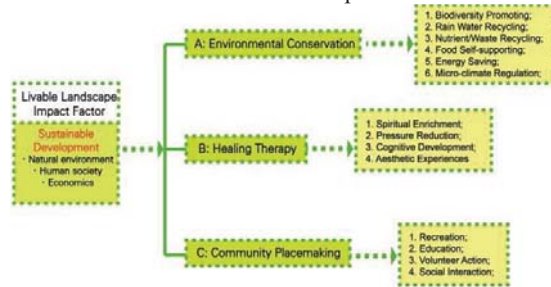 Livable Landscape
Impact Factor
Sustainable
Development
· Natural environment
· Human society
· Economics
A: Environmental Conservation
1. Biodiversity Promoting;
2. Rain Water Recycling;
3. Nutrient/Waste Recycling;
4. Food Self-supporting;
5. Energy Saving;
6. Micro-climate Regulation;
B: Healing Therapy
1. Spiritual Enrichment;
2. Pressure Reduction;
3. Cognitive Development;
4. Aesthetic Experiences
C: Community Placemaking
1. Recreation;
2. Education;
3. Volunteer Action;
4. Social Interaction;